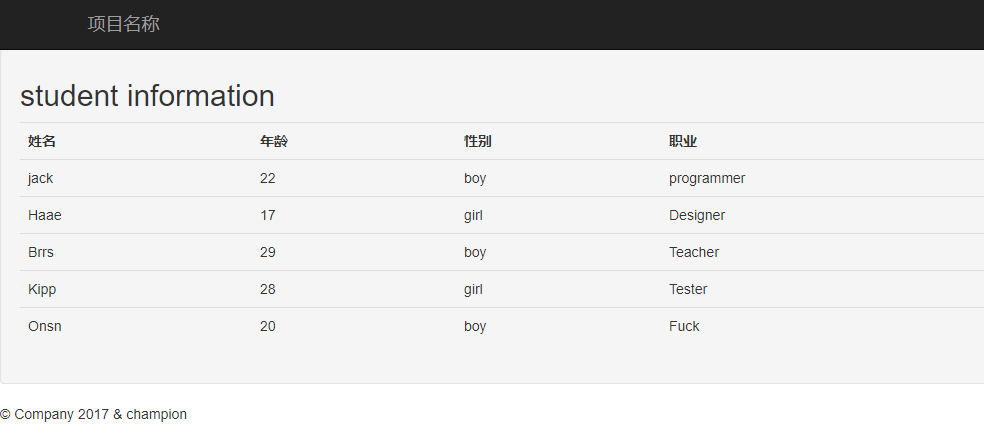 项目名称
student information
姓名 年龄 性别 职业
jack 22 boy programmer
Haae 17 girl Designer
Brrs 29 boy Teacher
Kipp 28 girl Tester
Onsn 20 boy Fuck
© Company 2017 & champion